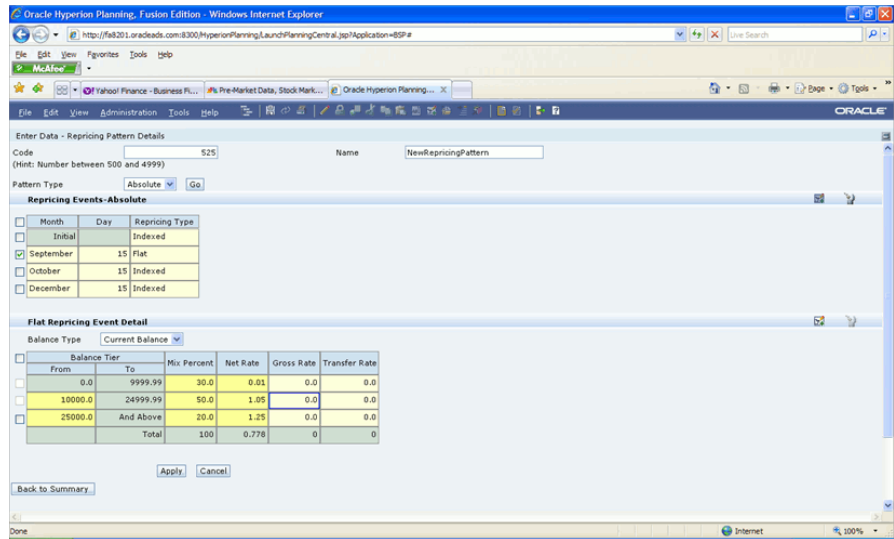 Oracle Hyperion Planning, Fusion Edition - Windows Internet Explorer
http://fa8201.oradeads.com:8300/HyperionPlanning/LaunchPlanningCentral.jsp?Application=BSP#
Live Search
File Edit View Favorites Tools Help
McAfee
Yahoo! Finance - Business Fi... Pre-Market Data, Stock Mark... Oracle Hyperion Planning... X
Page Tools
File Edit View Administration Tools Help
ORACLE
Enter Data - Repricing Pattern Details
Code 525 Name NewRepricingPattern
(Hint: Number between 500 and 4999)
Pattern Type Absolute Go
Repricing Events-Absolute
Month Day Repricing Type
Initial Indexed
September 15 Flat
October 15 Indexed
December 15 Indexed
Flat Repricing Event Detail
Balance Type Current Balance
Balance Tier Mix Percent Net Rate Gross Rate Transfer Rate
From To
0.0 9999.99 30.0 0.01 0.0 0.0
10000.0 24999.99 50.0 1.05 0.0 0.0
25000.0 And Above 20.0 1.25 0.0 0.0
Total 100 0.778 0 0
Apply Cancel
Back to Summary
Done Internet 100%